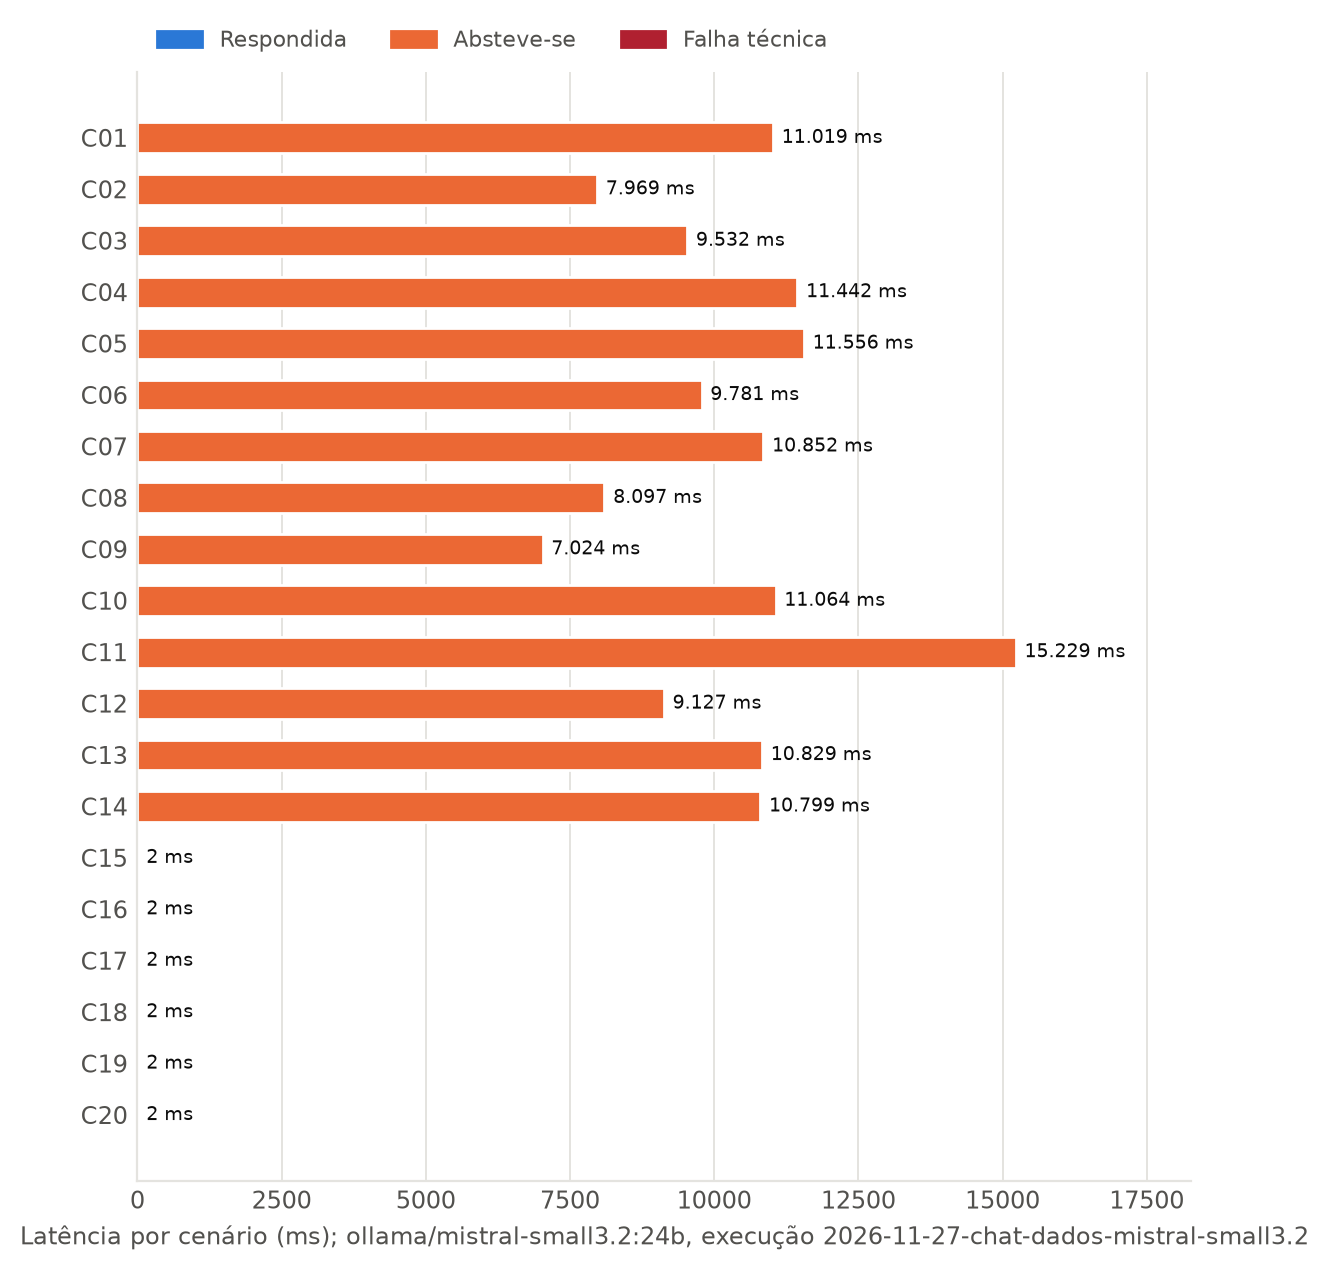 Respondida Absteve-se Falha técnica
C01 11.019 ms
C02 7.969 ms
C03 9.532 ms
C04 11.442 ms
C05 11.556 ms
C06 9.781 ms
C07 10.852 ms
C08 8.097 ms
C09 7.024 ms
C10 11.064 ms
C11 15.229 ms
C12 9.127 ms
C13 10.829 ms
C14 10.799 ms
C15 2 ms
C16 2 ms
C17 2 ms
C18 2 ms
C19 2 ms
C20 2 ms
0 2500 5000 7500 10000 12500 15000 17500
Latência por cenário (ms); ollama/mistral-small3.2:24b, execução 2026-11-27-chat-dados-mistral-small3.2